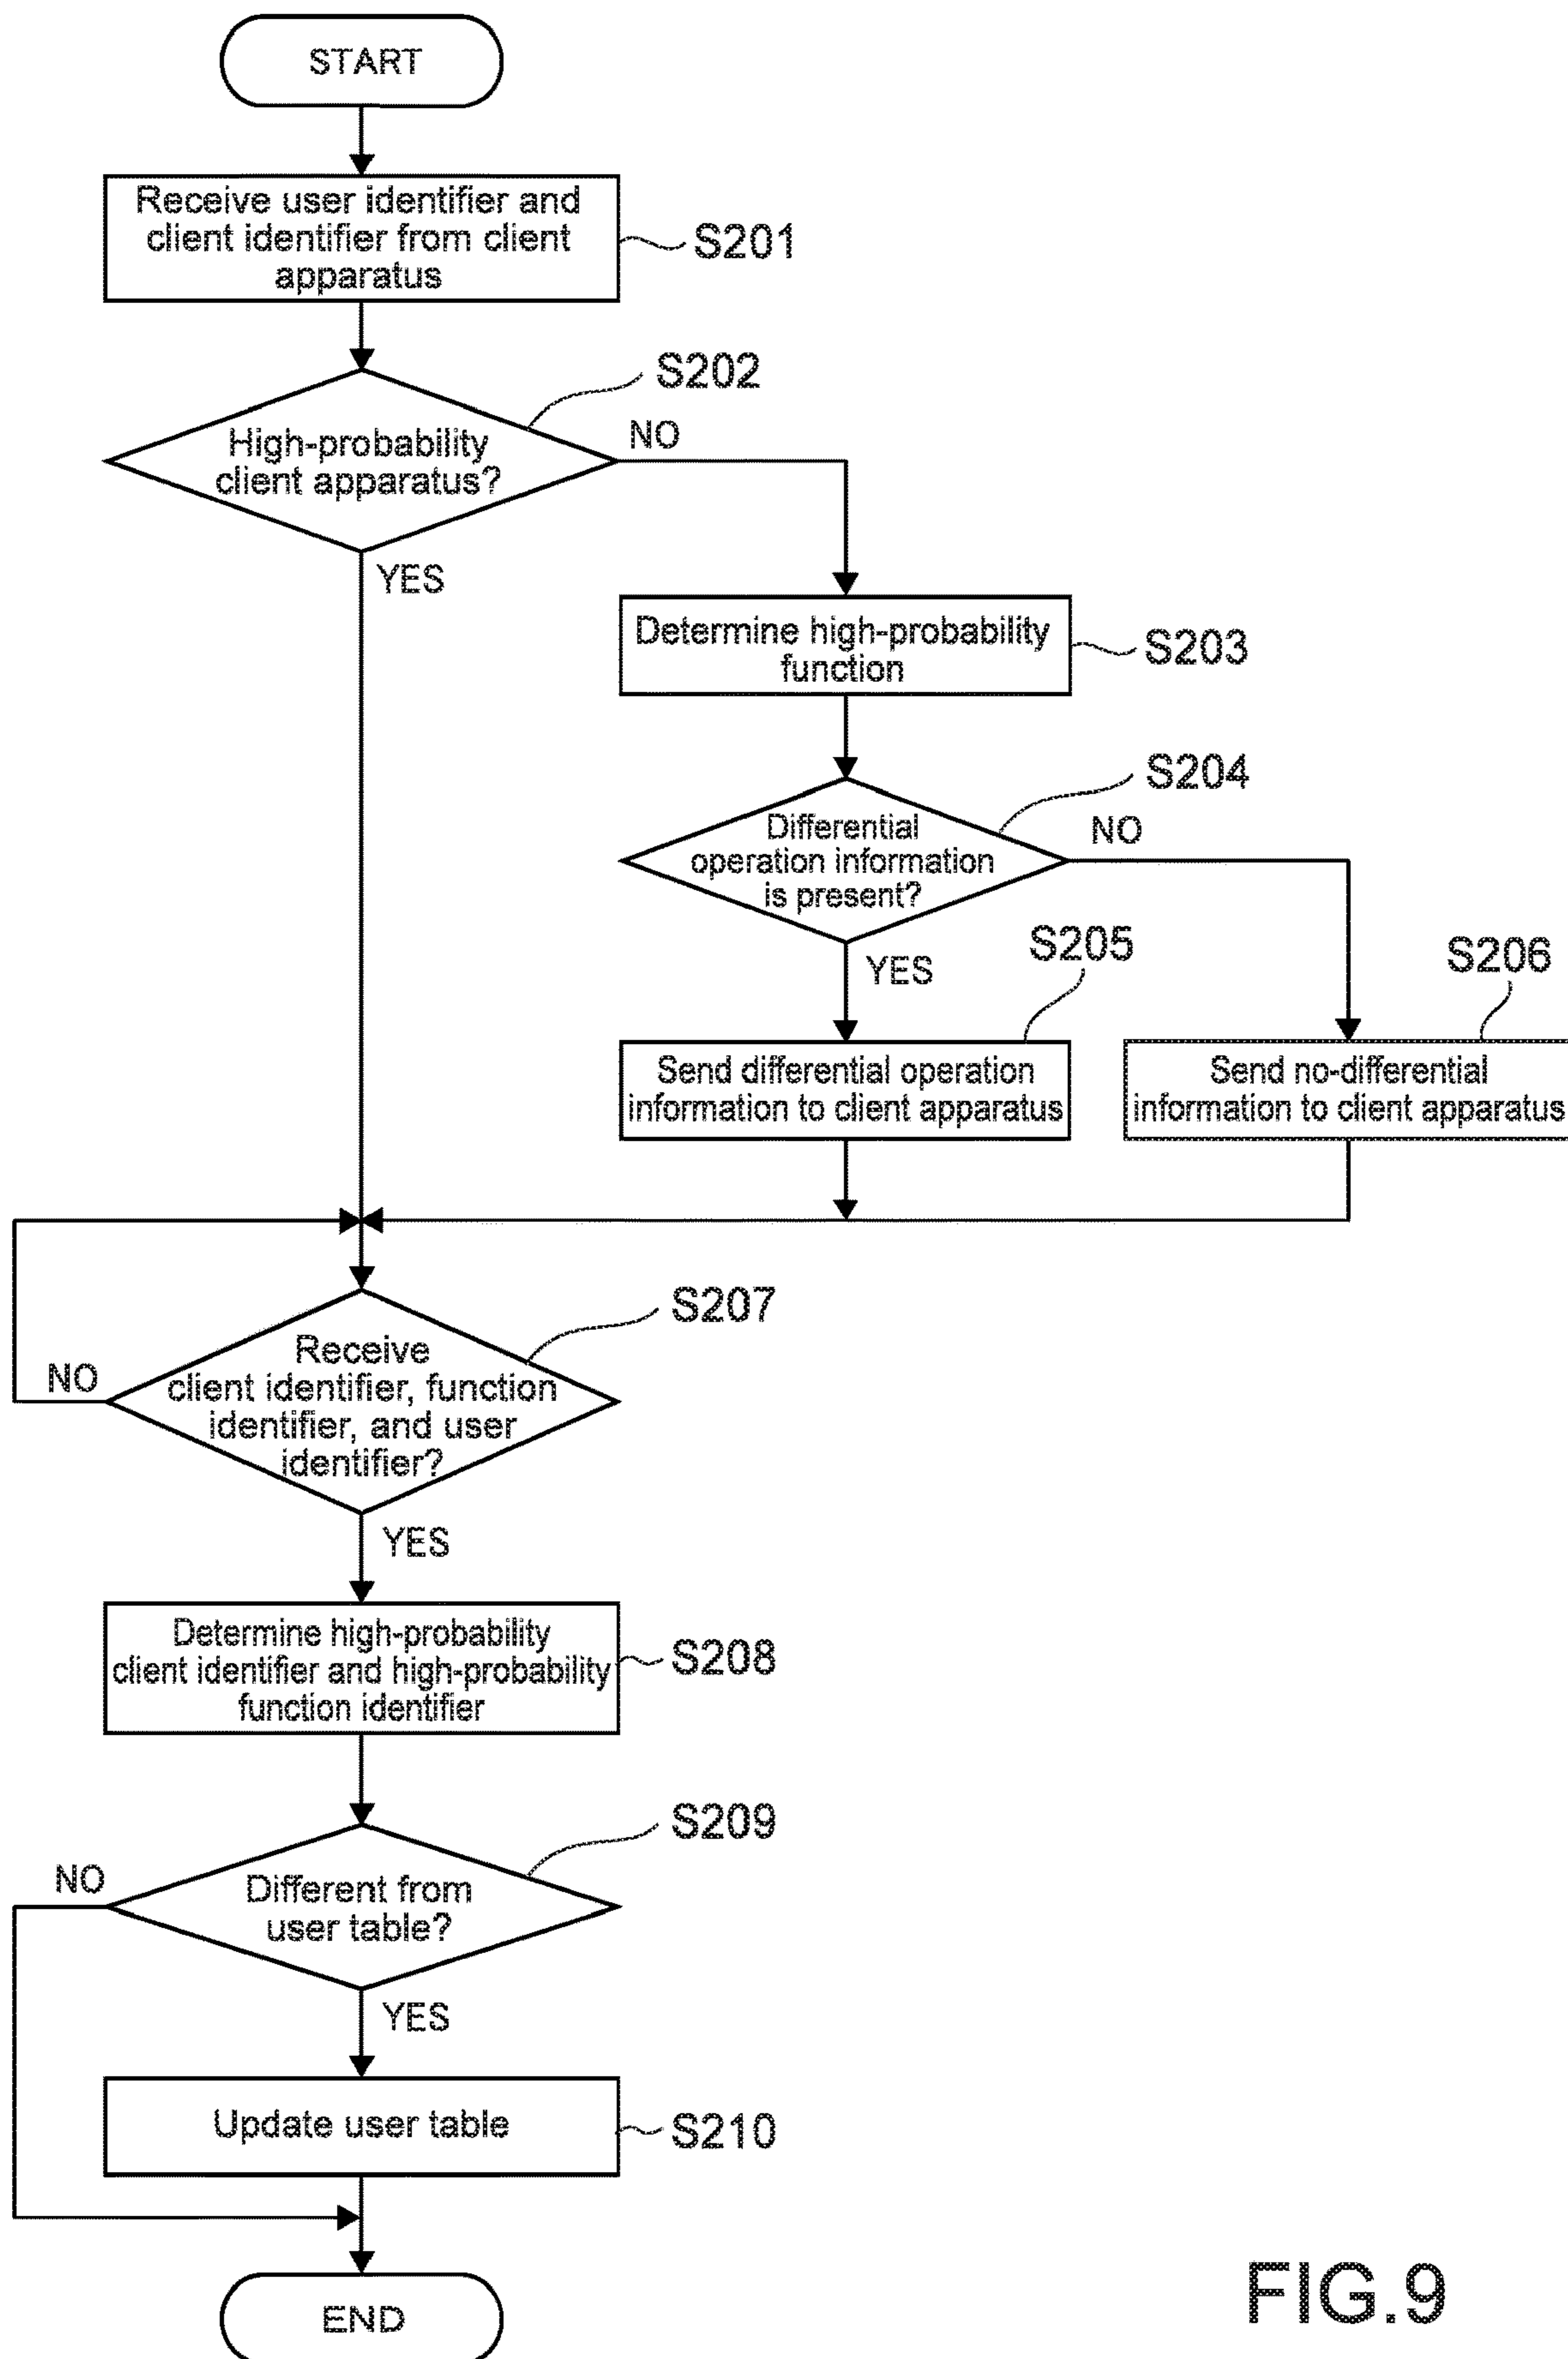 START
Receive user identifier and
client identifier from client
apparatus
S201
S202
High-probability
client apparatus?
NO
YES
Determine high-probability
function
S203
S204
Differential
operation information
is present?
NO
YES
S205
S206
Send differential operation
information to client apparatus
Send no-differential
information to client apparatus
S207
Receive
client identifier, function
identifier, and user
identifier?
NO
YES
Determine high-probability
client identifier and high-probability
function identifier
S208
S209
NO
Different from
user table?
YES
Update user table
S210
END
FIG.9